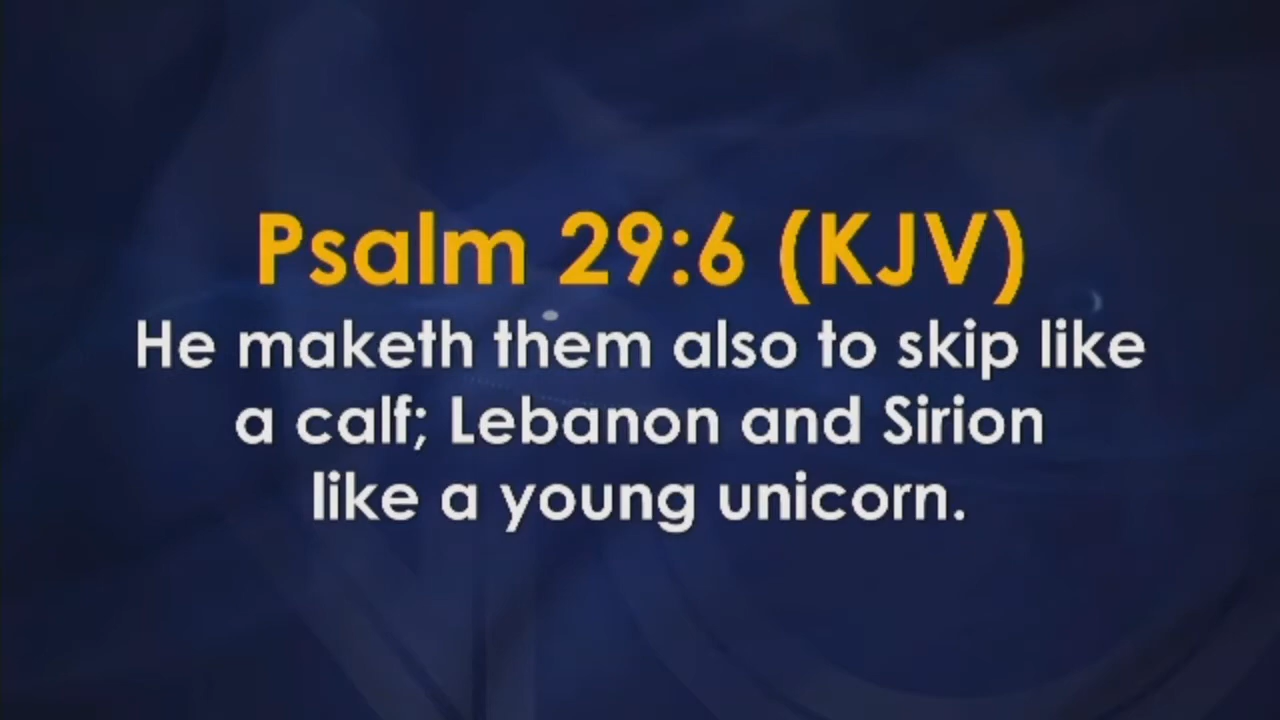 Psalm 29:6 (KJV)
He maketh them also to skip like
a calf; Lebanon and Sirion
like a young unicorn.